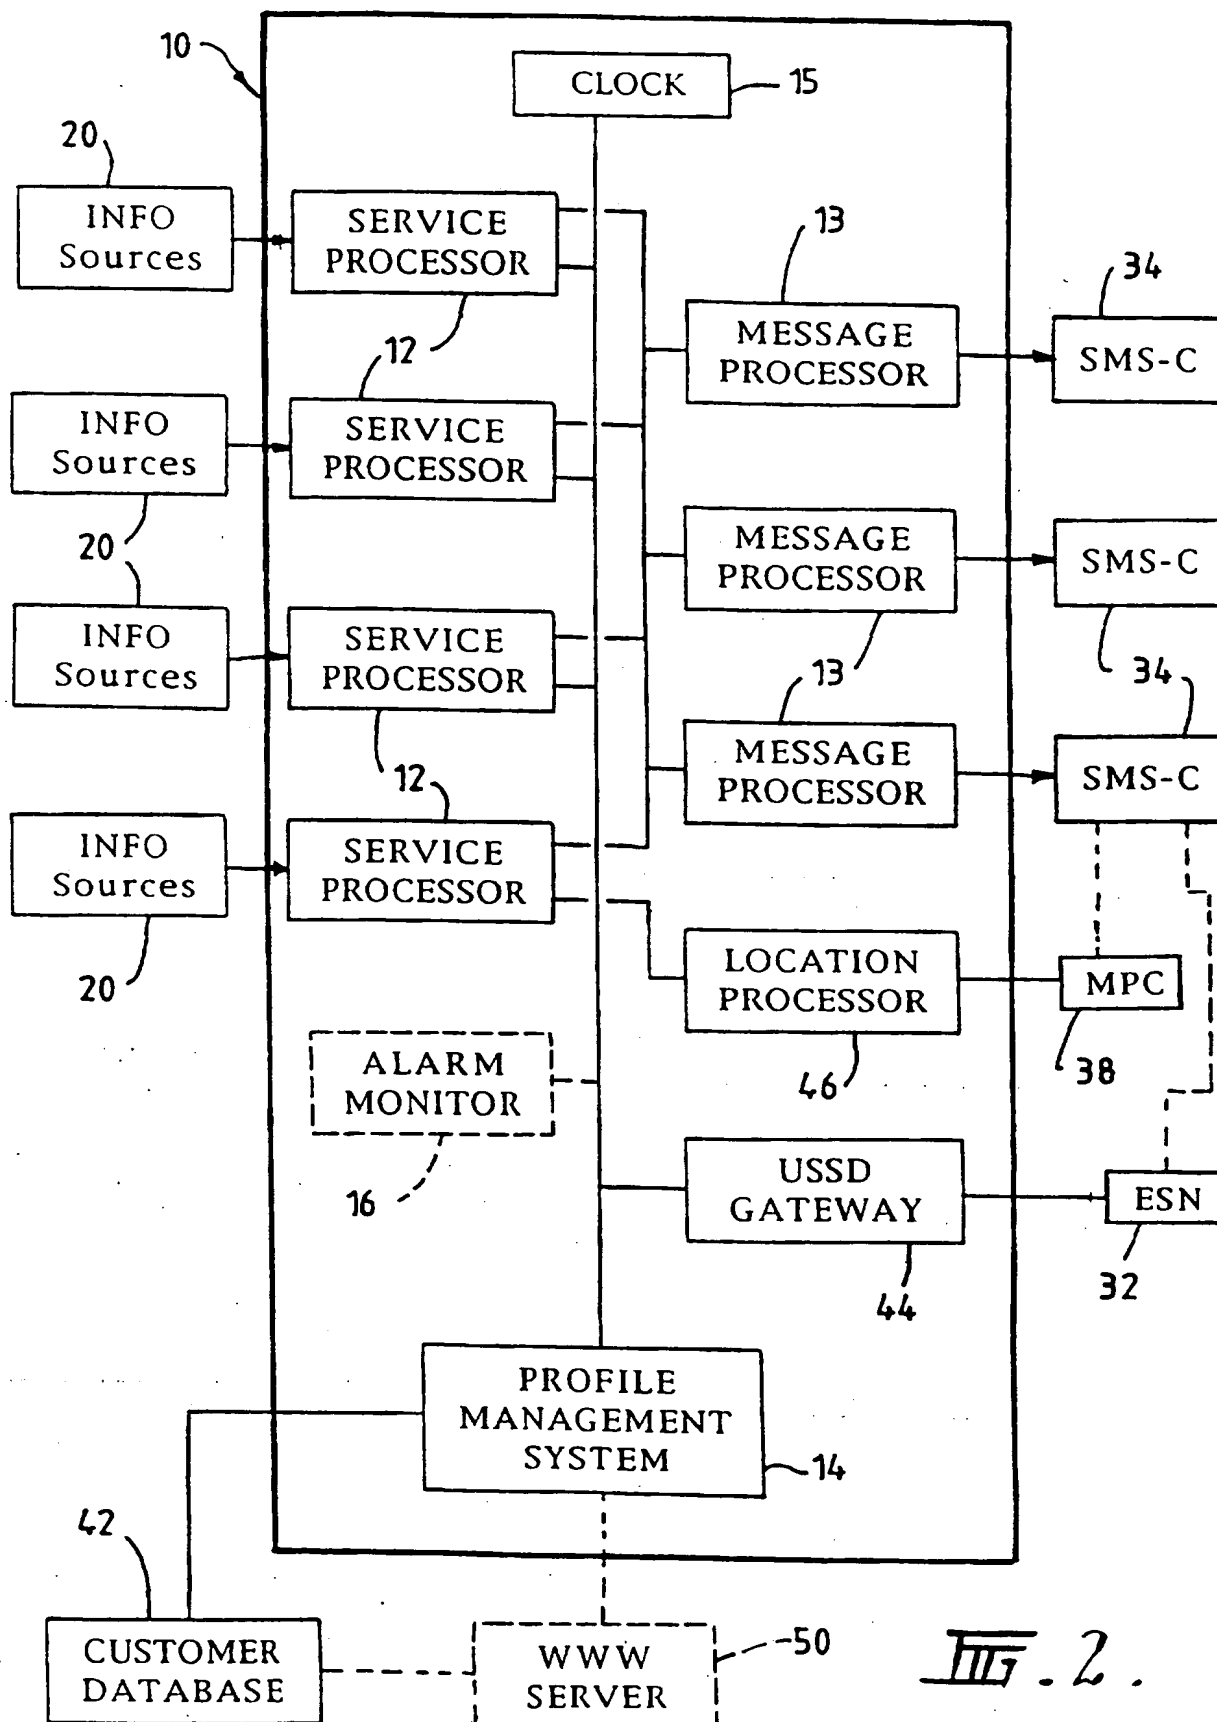 10
CLOCK
15
20
INFO
Sources
SERVICE
PROCESSOR
13
34
12
MESSAGE
PROCESSOR
SMS-C
INFO
Sources
SERVICE
PROCESSOR
20
MESSAGE
PROCESSOR
SMS-C
INFO
Sources
SERVICE
PROCESSOR
13
34
12
MESSAGE
PROCESSOR
SMS-C
INFO
Sources
SERVICE
PROCESSOR
20
LOCATION
PROCESSOR
MPC
46
38
ALARM
MONITOR
16
USSD
GATEWAY
ESN
44
32
PROFILE
MANAGEMENT
SYSTEM
14
42
CUSTOMER
DATABASE
WWW
SERVER
50
FIG. 2.